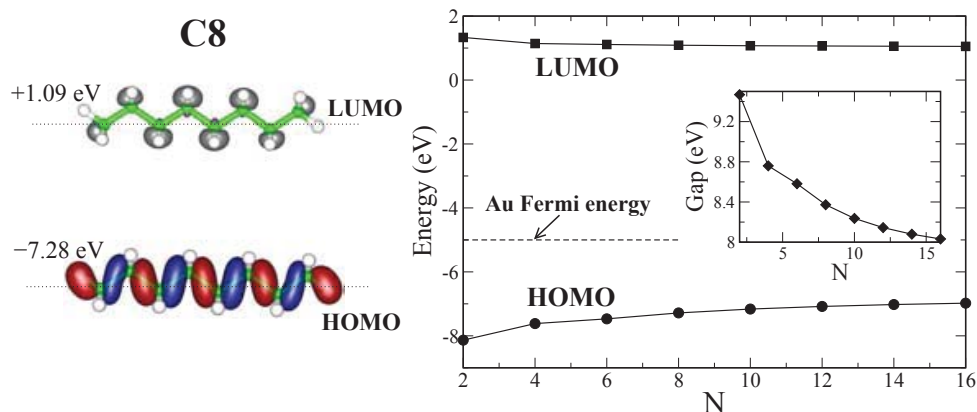 C8
+1.09 eV
LUMO
−7.28 eV
HOMO
Energy (eV)
2
0
-2
-4
-6
-8
LUMO
Au Fermi energy
HOMO
2 4 6 8 10 12 14 16
N
Gap (eV)
9.2
8.8
8.4
8
5 10 15
N